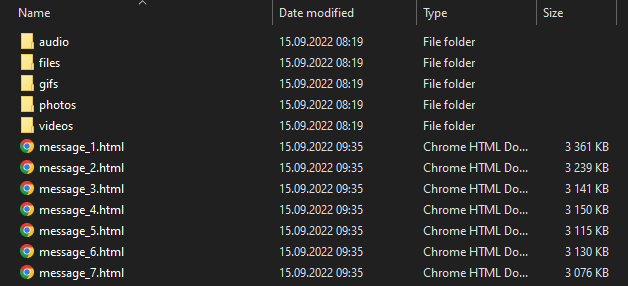 Name Date modified Type Size
audio 15.09.2022 08:19 File folder
files 15.09.2022 08:19 File folder
gifs 15.09.2022 08:19 File folder
photos 15.09.2022 08:19 File folder
videos 15.09.2022 08:19 File folder
message_1.html 15.09.2022 09:35 Chrome HTML Do... 3 361 KB
message_2.html 15.09.2022 09:35 Chrome HTML Do... 3 239 KB
message_3.html 15.09.2022 09:35 Chrome HTML Do... 3 141 KB
message_4.html 15.09.2022 09:35 Chrome HTML Do... 3 150 KB
message_5.html 15.09.2022 09:35 Chrome HTML Do... 3 115 KB
message_6.html 15.09.2022 09:35 Chrome HTML Do... 3 130 KB
message_7.html 15.09.2022 09:35 Chrome HTML Do... 3 076 KB